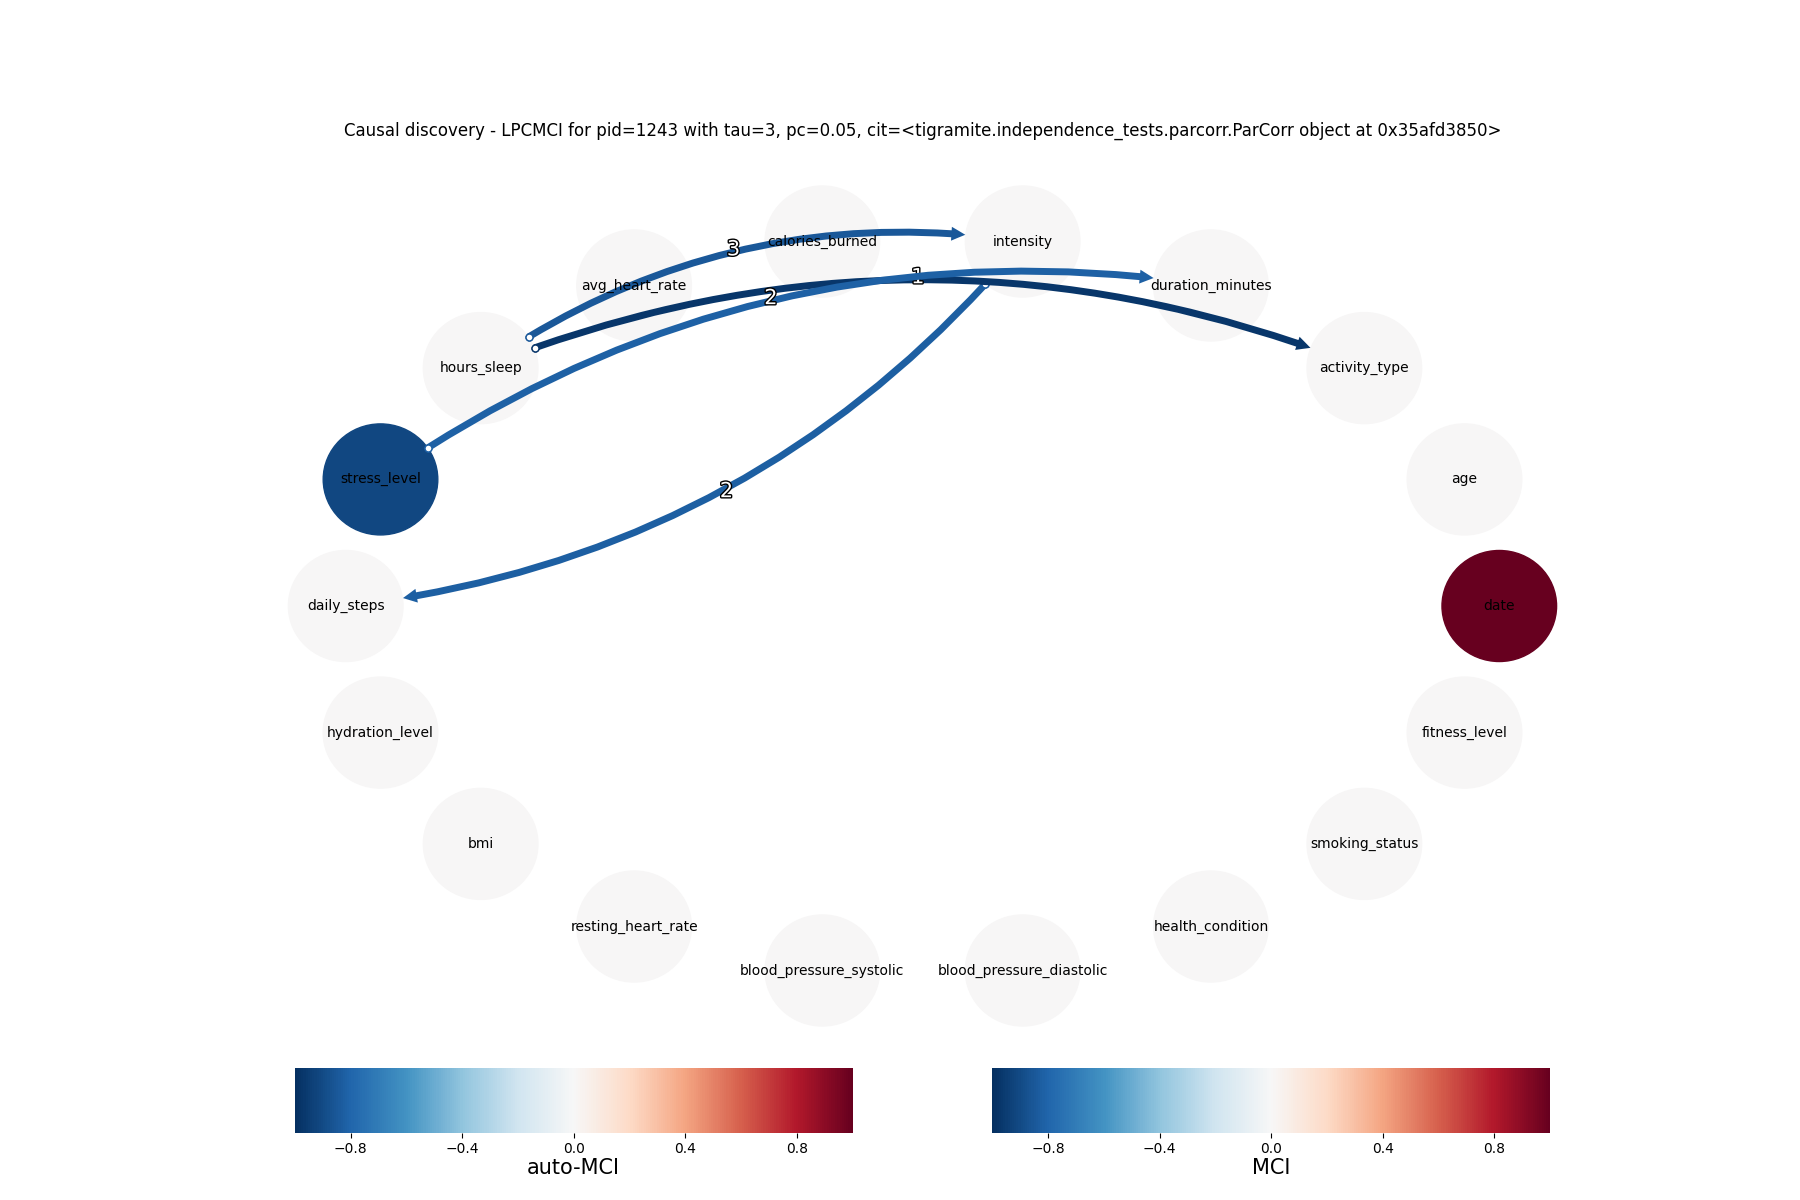 Causal discovery - LPCMCI for pid=1243 with tau=3, pc=0.05, cit=<tigramite.independence_tests.parcorr.ParCorr object at 0x35afd3850>
calories_burned
intensity
3
avg_heart_rate
1
duration_minutes
2
hours_sleep
activity_type
stress_level
age
2
daily_steps
date
hydration_level
fitness_level
bmi
smoking_status
resting_heart_rate
health_condition
blood_pressure_systolic
blood_pressure_diastolic
−0.8 −0.4 0.0 0.4 0.8
auto-MCI
−0.8 −0.4 0.0 0.4 0.8
MCI